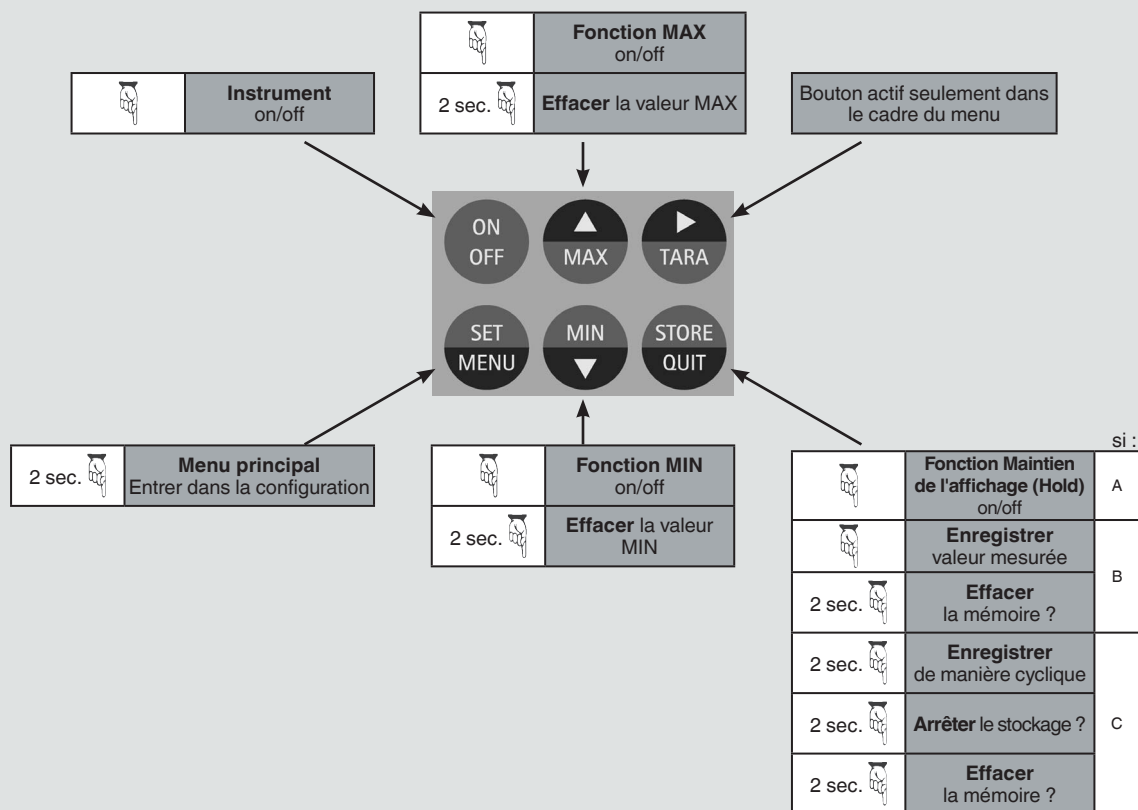 Fonction MAX
on/off
2 sec. Effacer la valeur MAX
Instrument
on/off
Bouton actif seulement dans
le cadre du menu
ON
OFF
MAX
TARA
SET
MENU
MIN
STORE
QUIT
2 sec.
Menu principal
Entrer dans la configuration
Fonction MIN
on/off
2 sec.
Effacer la valeur
MIN
si :
Fonction Maintien
de l'affichage (Hold)
on/off
A
Enregistrer
valeur mesurée
B
2 sec.
Effacer
la mémoire ?
2 sec.
Enregistrer
de manière cyclique
2 sec. Arrêter le stockage ? C
2 sec.
Effacer
la mémoire ?